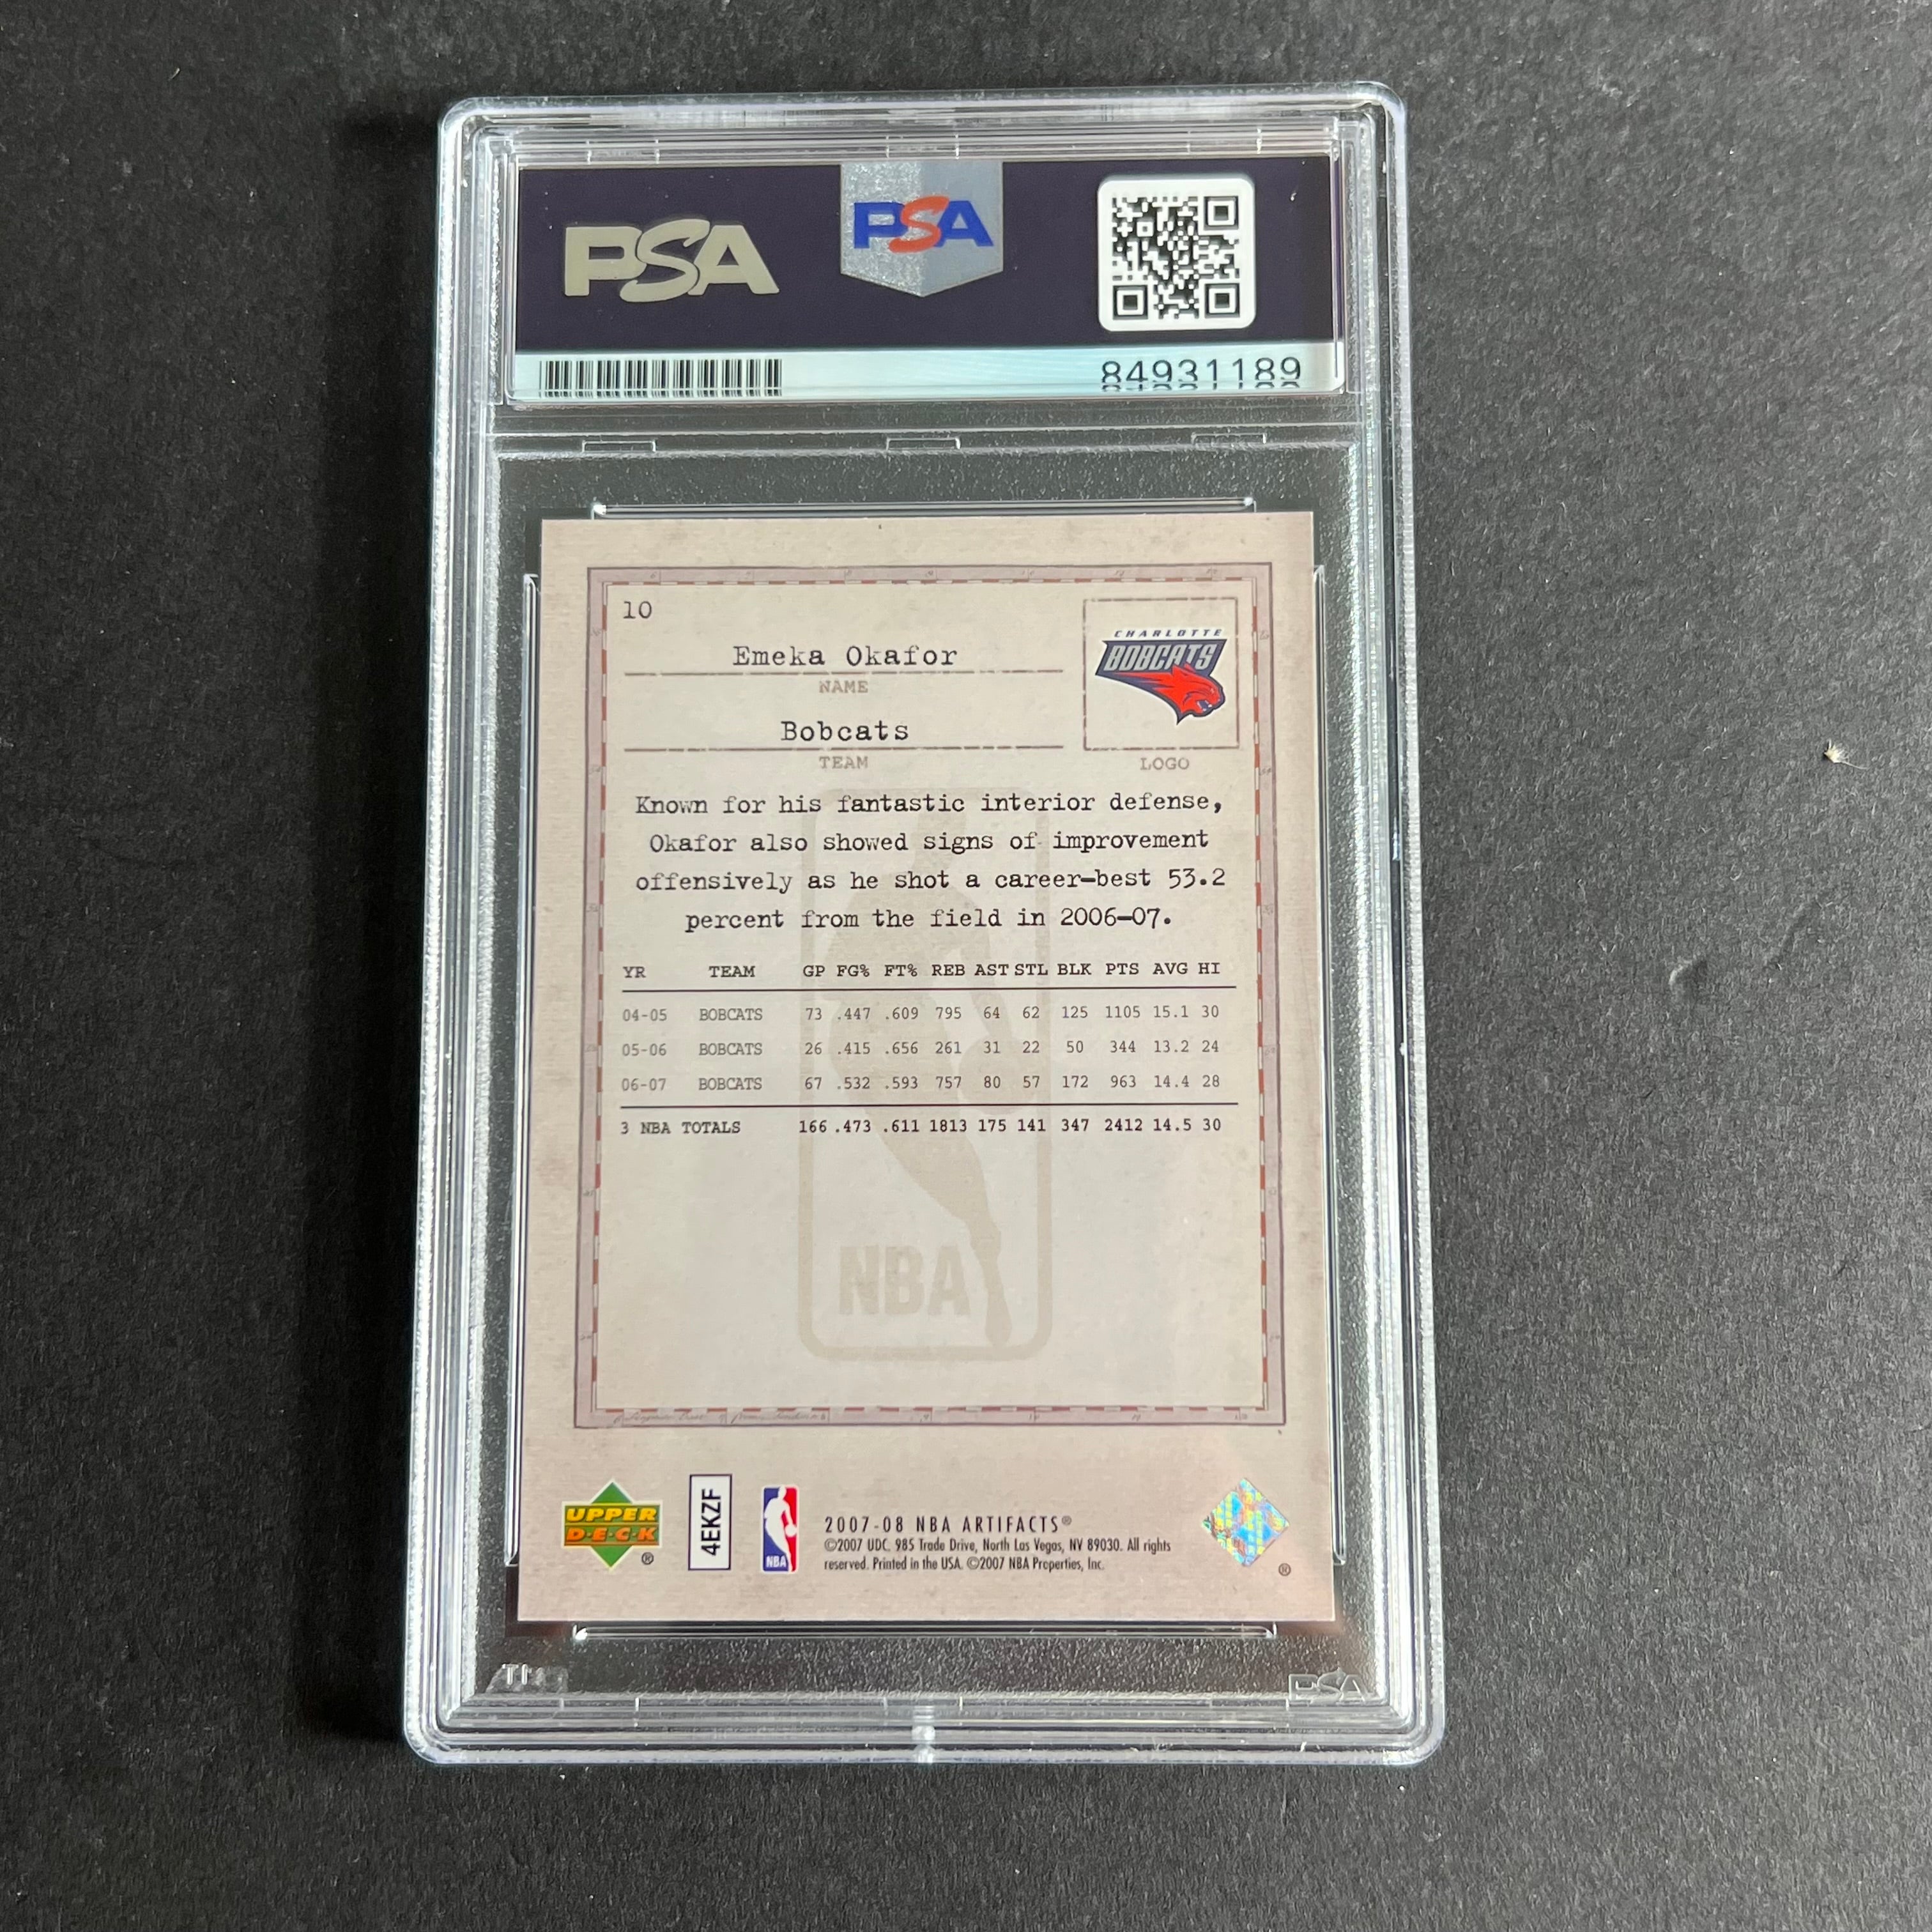 PSA
PSA
84931189
10
Emeka Okafor
NAME
CHARLOTTE
BOBCATS
Bobcats
TEAM
LOGO
Known for his fantastic interior defense,
Okafor also showed signs of improvement
offensively as he shot a career-best 53.2
percent from the field in 2006-07.
YR TEAM GP FG% FT% REB AST STL BLK PTS AVG HI
04-05 BOBCATS 73 .447 .609 795 64 62 125 1105 15.1 30
05-06 BOBCATS 26 .415 .656 261 31 22 50 344 13.2 24
06-07 BOBCATS 67 .532 .593 757 80 57 172 963 14.4 28
3 NBA TOTALS 166 .473 .611 1813 175 141 347 2412 14.5 30
NBA
UPPER
D·E·C·K
®
4EKZF
NBA
2007-08 NBA ARTIFACTS®
©2007 UDC. 985 Trade Drive, North Las Vegas, NV 89030. All rights
reserved. Printed in the USA. ©2007 NBA Properties, Inc.
®
PSA